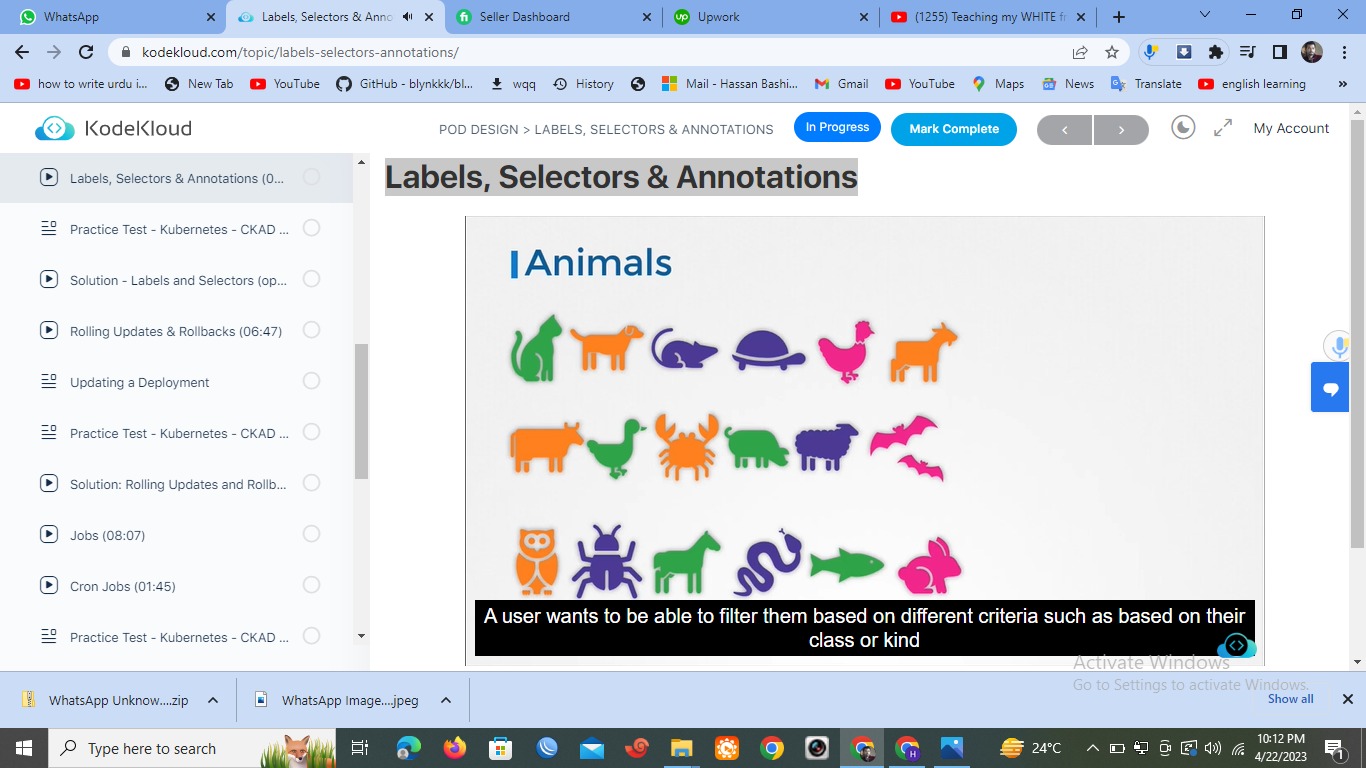 WhatsApp
Labels, Selectors & Anno
Seller Dashboard
Upwork
(1255) Teaching my WHITE fr
kodekloud.com/topic/labels-selectors-annotations/
how to write urdu i...
New Tab
YouTube
GitHub - blynkkk/bl...
wqq
History
Mail - Hassan Bashi...
Gmail
YouTube
Maps
News
Translate
english learning
»
KodeKloud
POD DESIGN > LABELS, SELECTORS & ANNOTATIONS
In Progress
Mark Complete
<
>
My Account
Labels, Selectors & Annotations (0...
Practice Test - Kubernetes - CKAD ...
Solution - Labels and Selectors (op...
Rolling Updates & Rollbacks (06:47)
Updating a Deployment
Practice Test - Kubernetes - CKAD ...
Solution: Rolling Updates and Rollb...
Jobs (08:07)
Cron Jobs (01:45)
Practice Test - Kubernetes - CKAD ...
Labels, Selectors & Annotations
Animals
A user wants to be able to filter them based on different criteria such as based on their
class or kind
Activate Windows
Go to Settings to activate Windows.
WhatsApp Unknow....zip
WhatsApp Image....jpeg
Show all
Type here to search
24°C
10:12 PM
4/22/2023
1